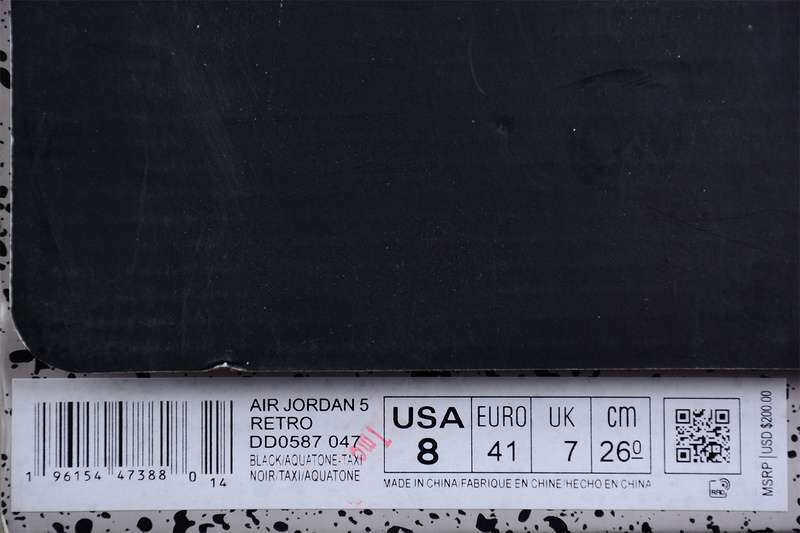 AIR JORDAN 5
RETRO
DD0587 047
BLACK/AQUATONE-TAXI
NOIR/TAXI/AQUATONE
1 96154 47388 0 14
USA EURO UK cm
8 41 7 26.0
MADE IN CHINA/FABRIQUE EN CHINE/HECHO EN CHINA
MSRP | USD $200.00